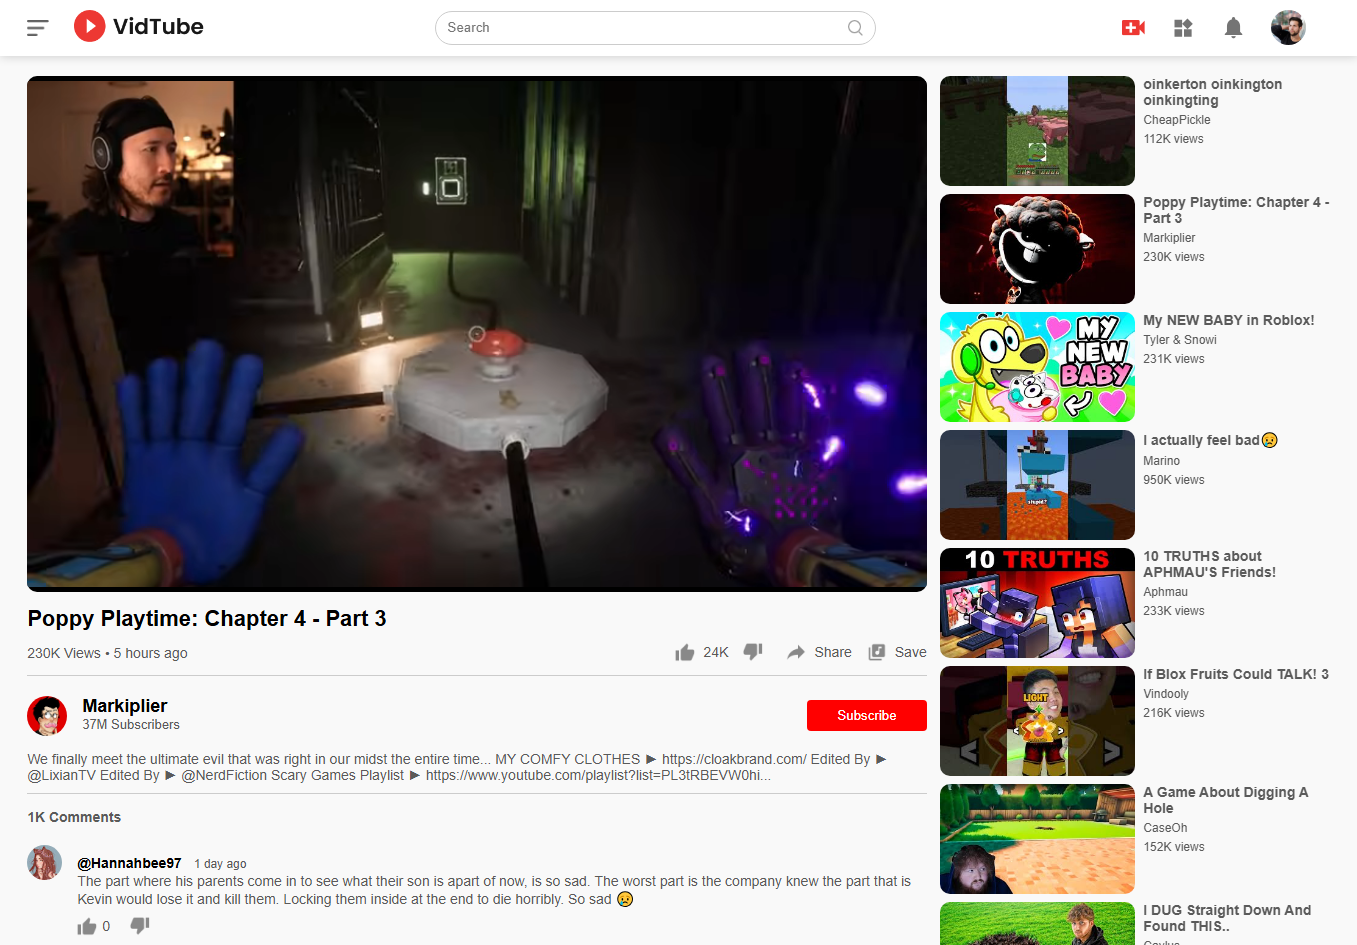 VidTube
Search
Poppy Playtime: Chapter 4 - Part 3
230K Views • 5 hours ago
24K
Share
Save
Markiplier
37M Subscribers
Subscribe
We finally meet the ultimate evil that was right in our midst the entire time... MY COMFY CLOTHES ► https://cloakbrand.com/ Edited By ►
@LixianTV Edited By ► @NerdFiction Scary Games Playlist ► https://www.youtube.com/playlist?list=PL3tRBEVW0hi...
1K Comments
@Hannahbee97 1 day ago
The part where his parents come in to see what their son is apart of now, is so sad. The worst part is the company knew the part that is
Kevin would lose it and kill them. Locking them inside at the end to die horribly. So sad 😥
0
oinkerton oinkington
oinkington
CheapPickle
112K views
Poppy Playtime: Chapter 4 -
Part 3
Markiplier
230K views
MY
NEW
BABY
My NEW BABY in Roblox!
Tyler & Snowi
231K views
stupid?
I actually feel bad😥
Marino
950K views
10 TRUTHS
10 TRUTHS about
APHMAU'S Friends!
Aphmau
233K views
LIGHT
If Blox Fruits Could TALK! 3
Vindooly
216K views
A Game About Digging A
Hole
CaseOh
152K views
I DUG Straight Down And
Found THIS..